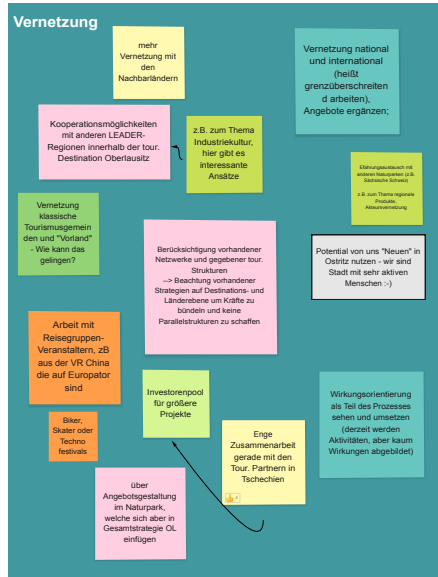 Vernetzung
mehr
Vernetzung mit
den
Nachbarländern
Vernetzung national
und international
(heißt
grenzüberschreiten
d arbeiten),
Angebote ergänzen;
Kooperationsmöglichkeiten
mit anderen LEADER-
Regionen innerhalb der tour.
Destination Oberlausitz
z.B. zum Thema
Industriekultur,
hier gibt es
interessante
Ansätze
Efahrungsaustausch mit
anderen Naturparken (z.B.
Sächsische Schweiz)
z.B. zum Thema regionale
Produkte,
Akteurvernetzung
Vernetzung
klassische
Tourismusgemein
den und "Vorland"
- Wie kann das
gelingen?
Berücksichtigung vorhandener
Netzwerke und gegebener tour.
Strukturen
--> Beachtung vorhandener
Strategien auf Destinations- und
Länderebene um Kräfte zu
bündeln und keine
Parallelstrukturen zu schaffen
Potential von uns "Neuen" in
Ostritz nutzen - wir sind
Stadt mit sehr aktiven
Menschen :-)
Arbeit mit
Reisegruppen-
Veranstaltern, zB
aus der VR China
die auf Europator
sind
Investorenpool
für größere
Projekte
Wirkungsorientierung
als Teil des Prozesses
sehen und umsetzen
(derzeit werden
Aktivitäten, aber kaum
Wirkungen abgebildet)
Biker,
Skater oder
Techno
festivals
Enge
Zusammenarbeit
gerade mit den
Tour. Partnern in
Tschechien
über
Angebotsgestaltung
im Naturpark,
welche sich aber in
Gesamtstrategie OL
einfügen